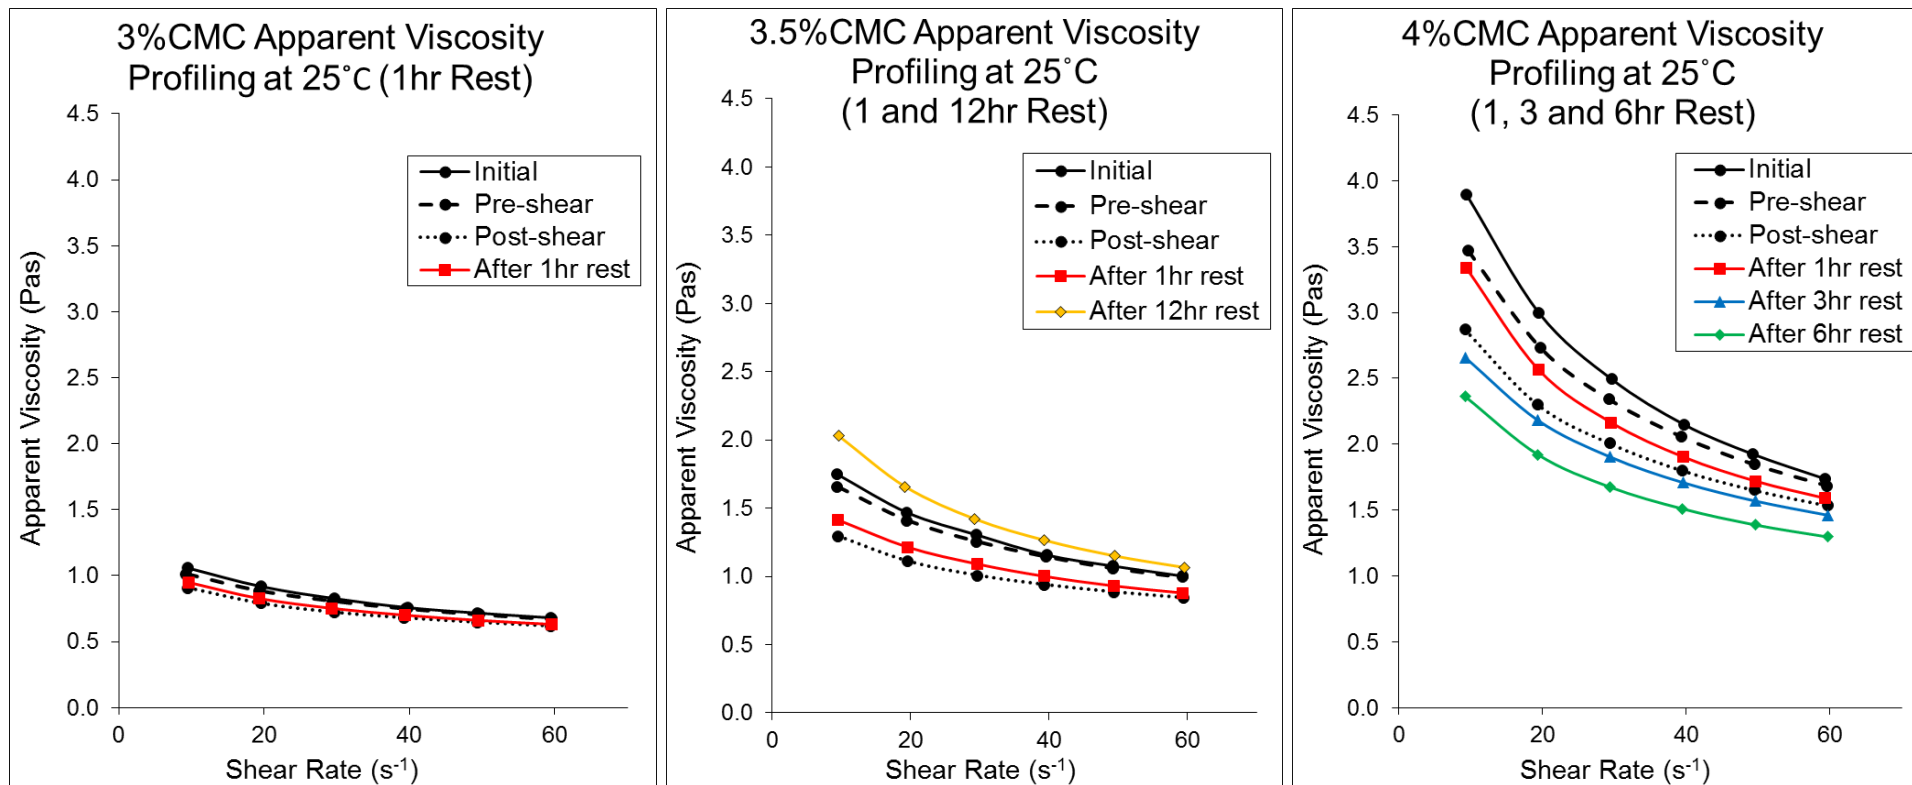 3%CMC Apparent Viscosity
Profiling at 25˚C (1hr Rest)
4.5
4.0
3.5
3.0
2.5
2.0
1.5
1.0
0.5
0.0
0
20
40
60
Apparent Viscosity (Pas)
Shear Rate (s⁻¹)
Initial
Pre-shear
Post-shear
After 1hr rest
3.5%CMC Apparent Viscosity
Profiling at 25˚C
(1 and 12hr Rest)
4.5
4.0
3.5
3.0
2.5
2.0
1.5
1.0
0.5
0.0
0
20
40
60
Apparent Viscosity (Pas)
Shear Rate (s⁻¹)
Initial
Pre-shear
Post-shear
After 1hr rest
After 12hr rest
4%CMC Apparent Viscosity
Profiling at 25˚C
(1, 3 and 6hr Rest)
4.5
4.0
3.5
3.0
2.5
2.0
1.5
1.0
0.5
0.0
0
20
40
60
Apparent Viscosity (Pas)
Shear Rate (s⁻¹)
Initial
Pre-shear
Post-shear
After 1hr rest
After 3hr rest
After 6hr rest